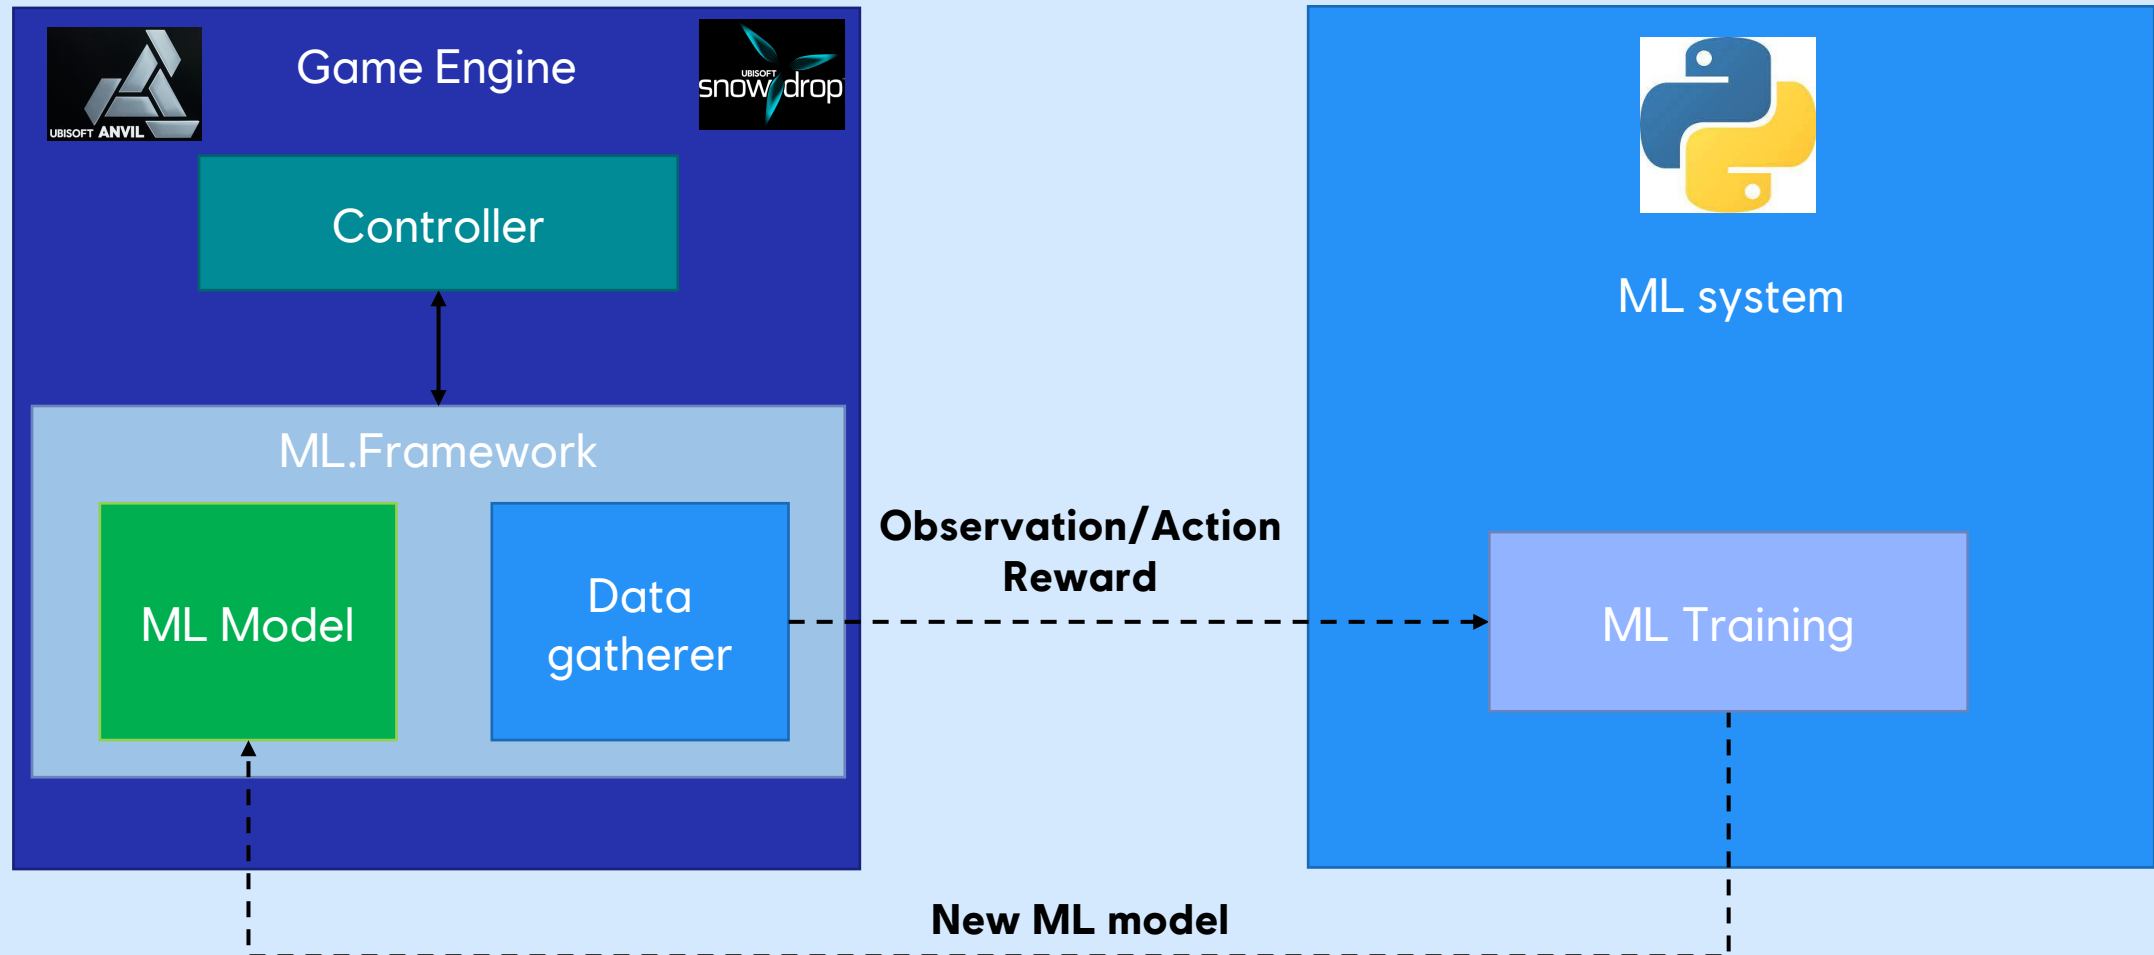 Game Engine
UBISOFT ANVIL
UBISOFT
snowdrop
Controller
ML.Framework
ML Model
Data
gatherer
Observation/Action
Reward
ML system
ML Training
New ML model